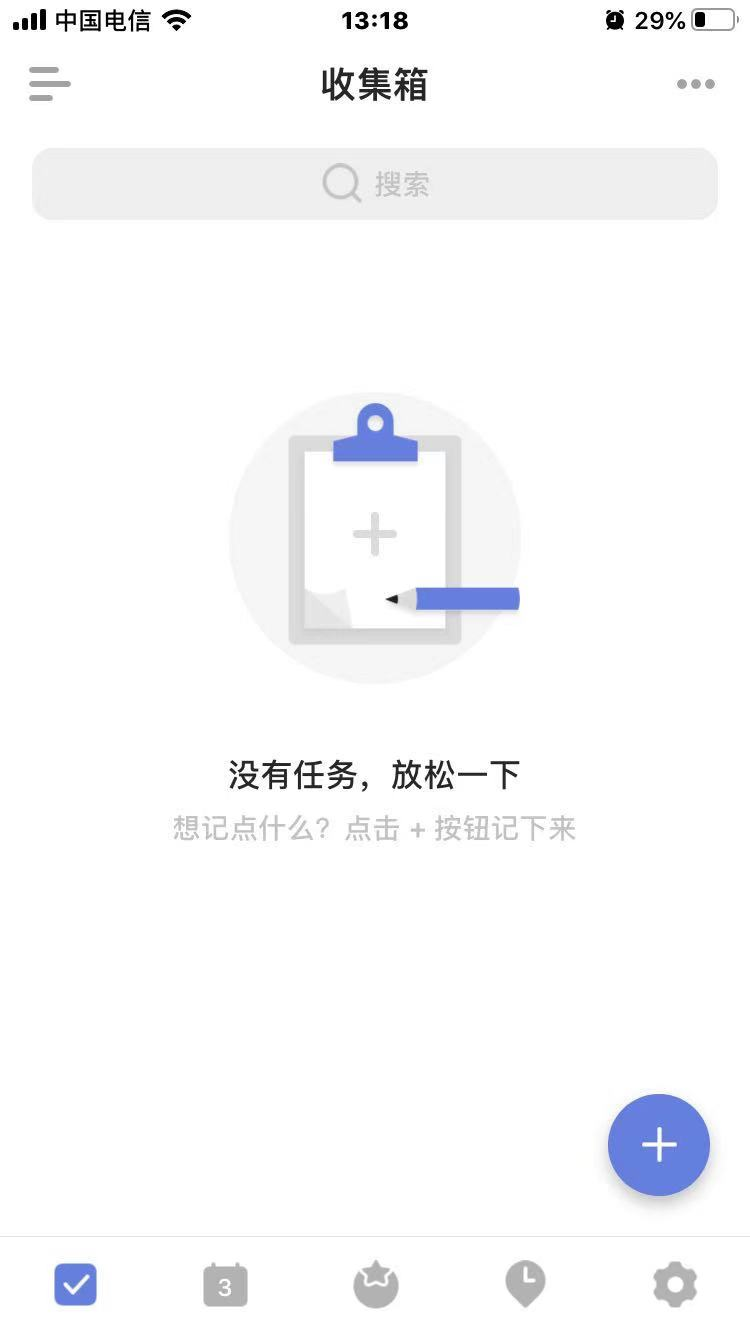 中国电信
13:18
29%
收集箱
搜索
没有任务，放松一下
想记点什么？点击 + 按钮记下来
3